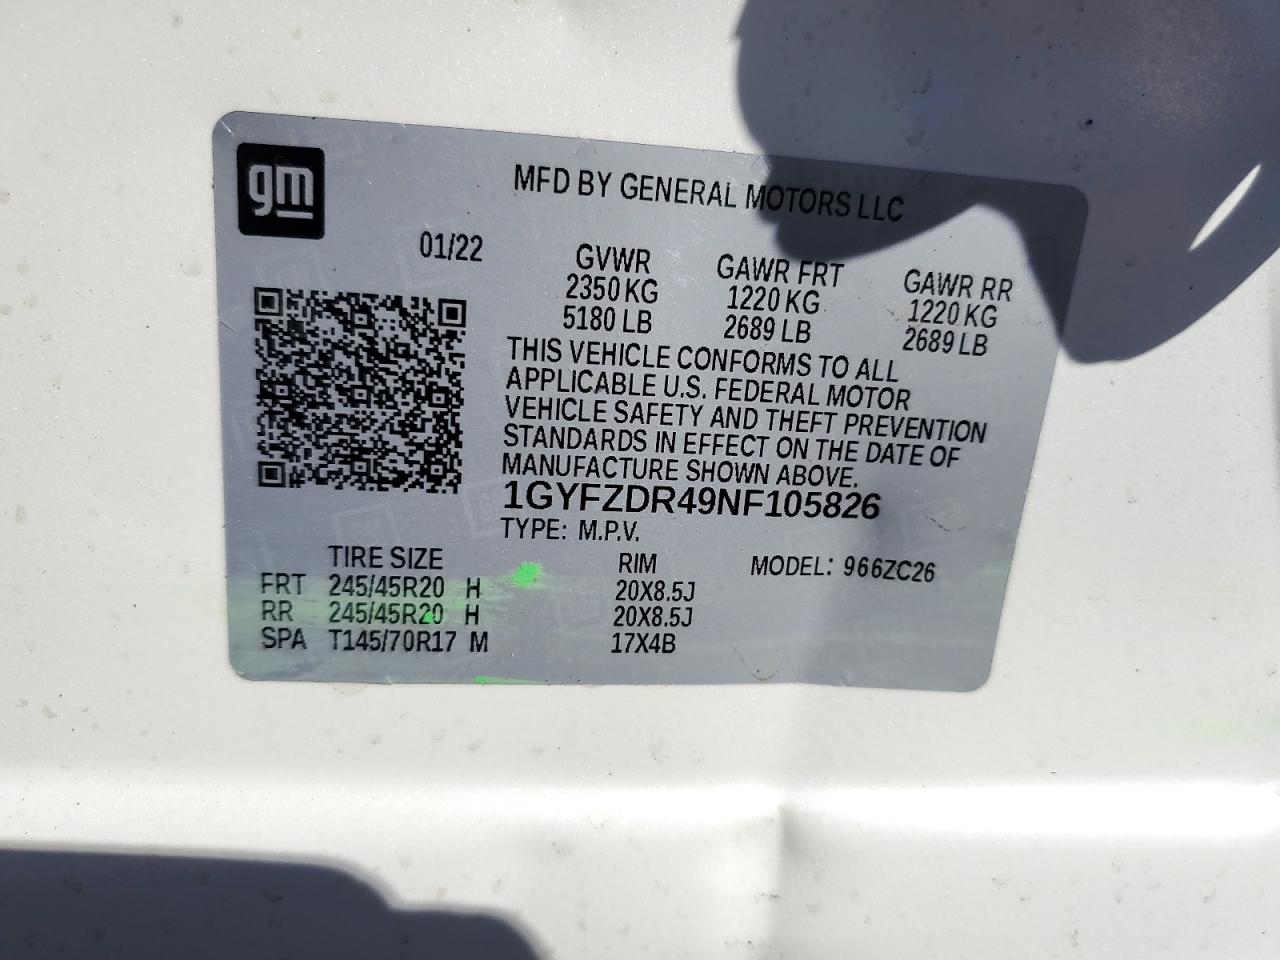 gm
MFD BY GENERAL MOTORS LLC
01/22
GVWR GAWR FRT GAWR RR
2350 KG 1220 KG 1220 KG
5180 LB 2689 LB 2689 LB
THIS VEHICLE CONFORMS TO ALL
APPLICABLE U.S. FEDERAL MOTOR
VEHICLE SAFETY AND THEFT PREVENTION
STANDARDS IN EFFECT ON THE DATE OF
MANUFACTURE SHOWN ABOVE.
1GYFZDR49NF105826
TYPE: M.P.V.
TIRE SIZE RIM MODEL: 966ZC26
FRT 245/45R20 H 20X8.5J
RR 245/45R20 H 20X8.5J
SPA T145/70R17 M 17X4B